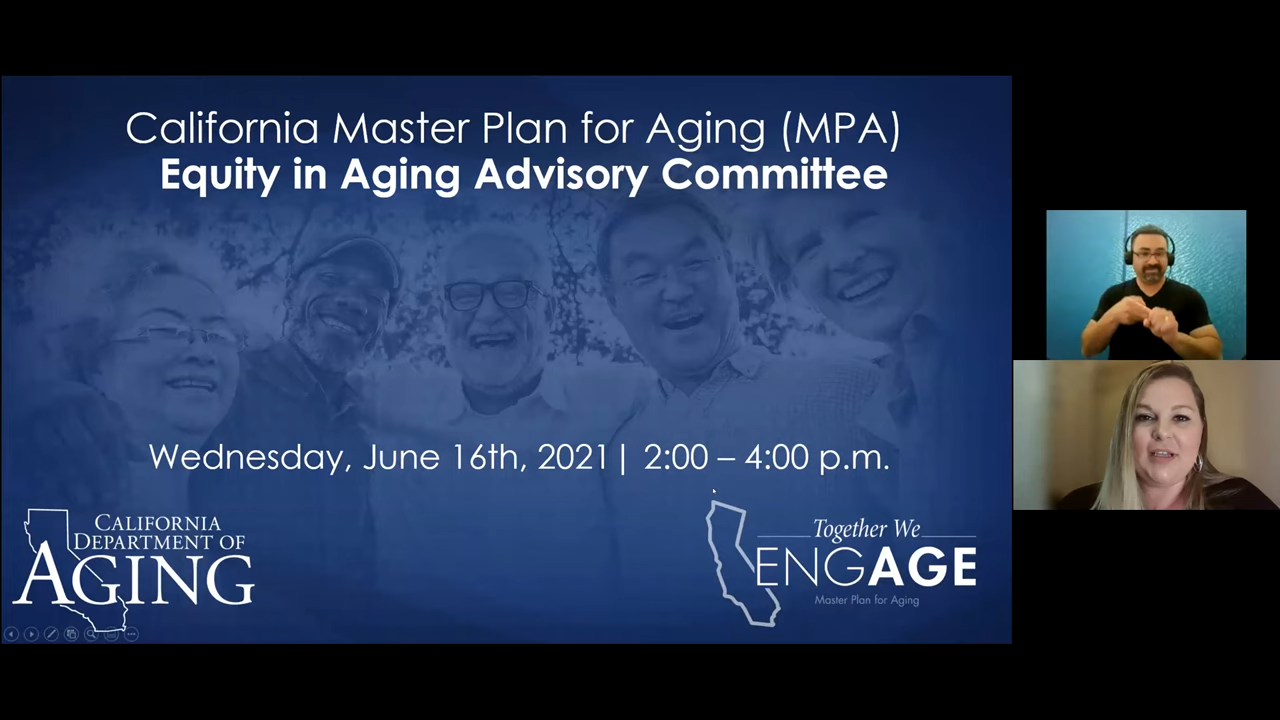 California Master Plan for Aging (MPA)
Equity in Aging Advisory Committee
Wednesday, June 16th, 2021| 2:00 – 4:00 p.m.
CALIFORNIA
DEPARTMENT OF
AGING
Together We
ENGAGE
Master Plan for Aging